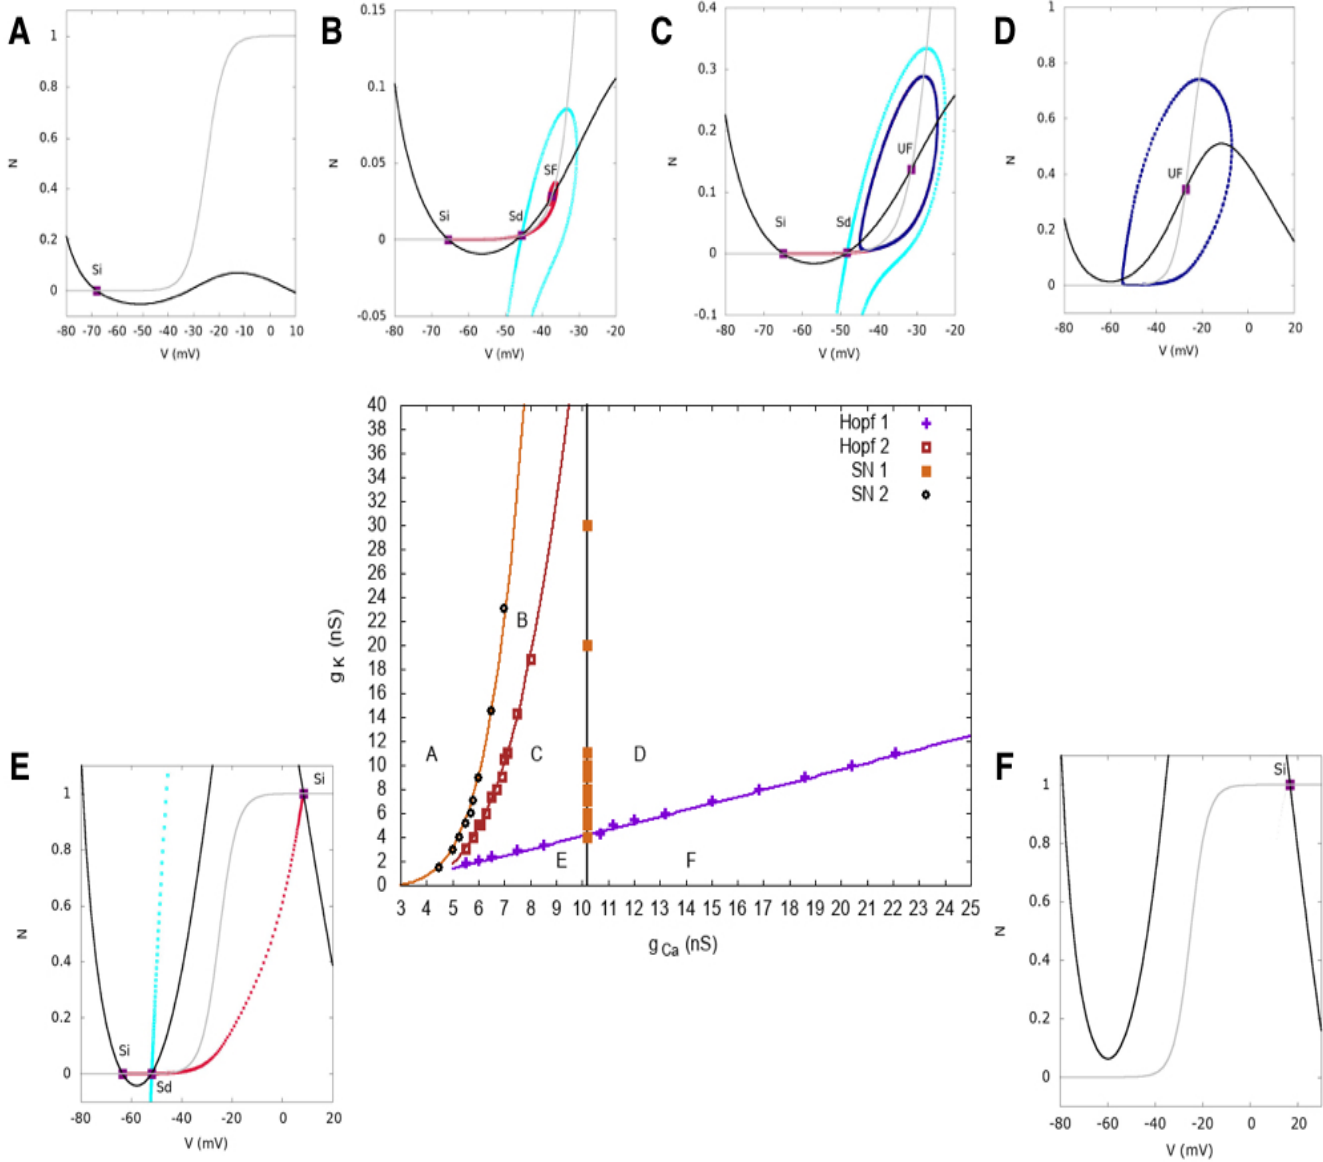 A
1
0.8
0.6
N
0.4
0.2
Si
0
-80 -70 -60 -50 -40 -30 -20 -10 0 10
V (mV)
B
0.15
0.1
N
0.05
SF
Si
Sd
0
-0.05
-80 -70 -60 -50 -40 -30 -20
V (mV)
C
0.4
0.3
N
0.2
UF
0.1
Si
Sd
0
-0.1
-80 -70 -60 -50 -40 -30 -20
V (mV)
D
1
0.8
0.6
N
0.4
UF
0.2
0
-80 -60 -40 -20 0 20
V (mV)
40
38
36
34
32
30
28
26
24
22
20
18
16
14
12
10
8
6
4
2
0
g K (nS)
Hopf 1
Hopf 2
SN 1
SN 2
A
B
C
D
E
F
3 4 5 6 7 8 9 10 11 12 13 14 15 16 17 18 19 20 21 22 23 24 25
g Ca (nS)
E
1
0.8
0.6
N
0.4
0.2
0
Si
Si
Sd
-80 -60 -40 -20 0 20
V (mV)
F
1
0.8
0.6
N
0.4
0.2
0
Si
-80 -60 -40 -20 0 20
V (mV)